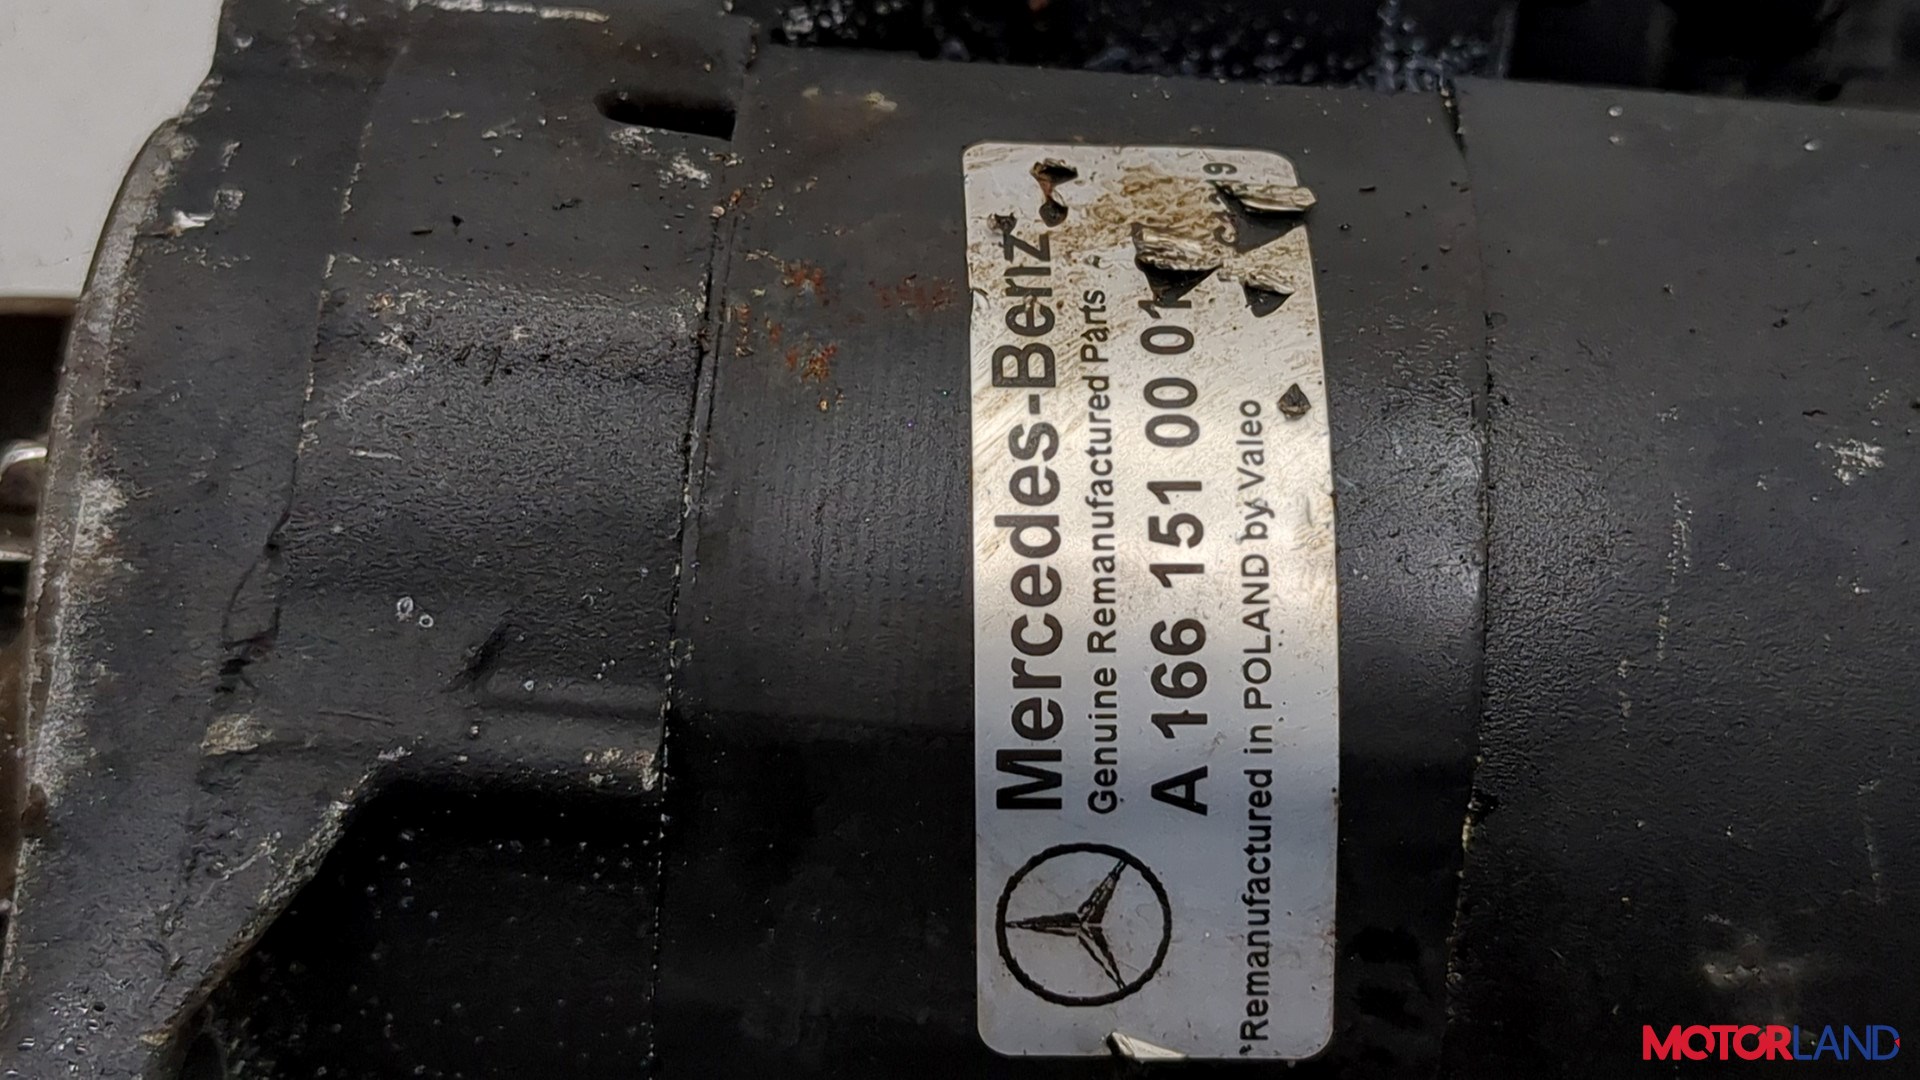 Mercedes-Benz
Genuine Remanufactured Parts
A 166 151 00 01
*Remanufactured in POLAND by Valeo
MOTORLAND